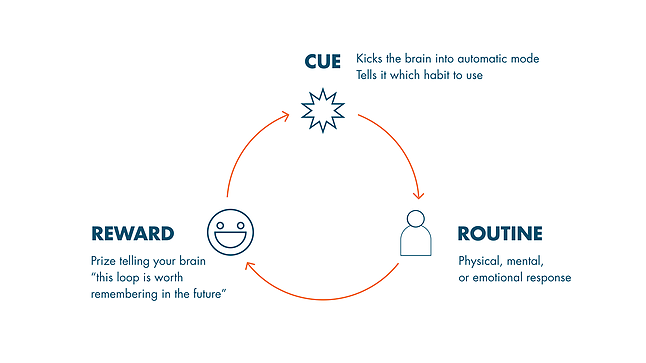 CUE
Kicks the brain into automatic mode
Tells it which habit to use
REWARD
Prize telling your brain
“this loop is worth
remembering in the future”
ROUTINE
Physical, mental,
or emotional response